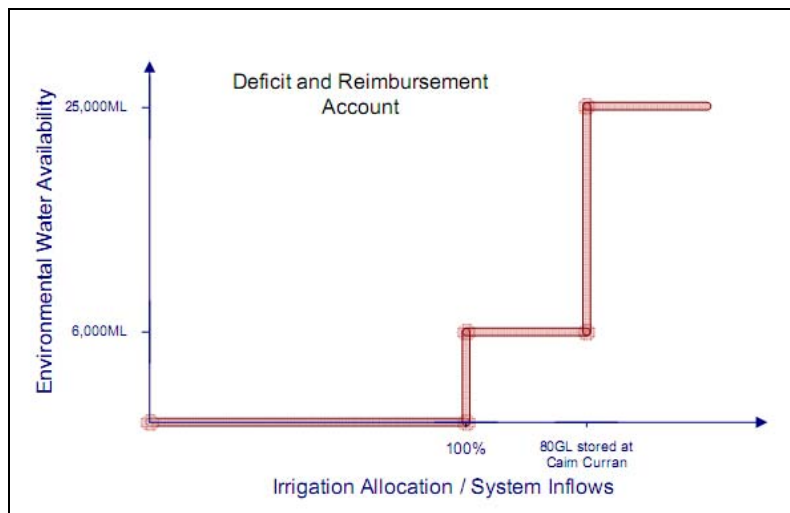 Deficit and Reimbursement
Account
Environmental Water Availability
25,000ML
6,000ML
100%
80GL stored at
Cairn Curran
Irrigation Allocation / System Inflows